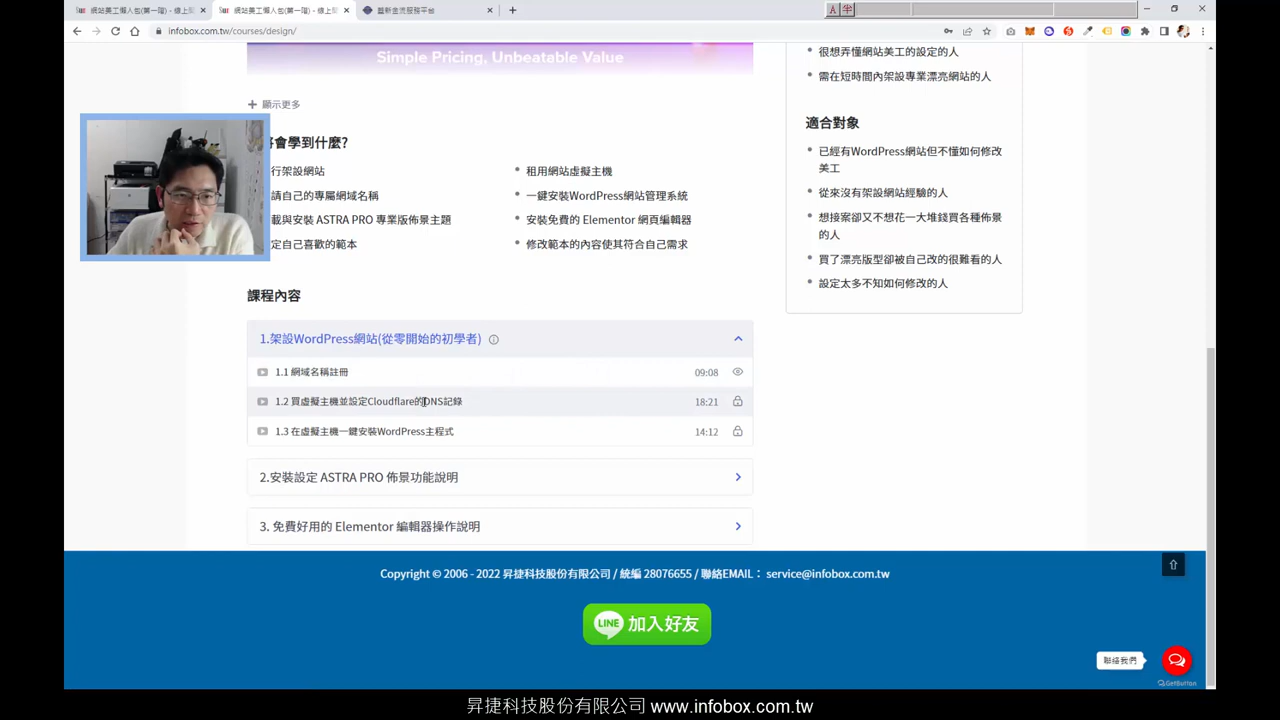 網站美工懶人包(第一階) - 線上開
網站美工懶人包(第一階) - 線上開
藍新金流服務平台
infobox.com.tw/courses/design/
Simple Pricing, Unbeatable Value
顯示更多
將會學到什麼?
行架設網站
租用網站虛擬主機
請自己的專屬網域名稱
一鍵安裝WordPress網站管理系統
載與安裝 ASTRA PRO 專業版佈景主題
安裝免費的 Elementor 網頁編輯器
定自己喜歡的範本
修改範本的內容使其符合自己需求
課程內容
1.架設WordPress網站(從零開始的初學者)
1.1 網域名稱註冊
09:08
1.2 買虛擬主機並設定Cloudflare的DNS記錄
18:21
1.3 在虛擬主機一鍵安裝WordPress主程式
14:12
2.安裝設定 ASTRA PRO 佈景功能說明
3. 免費好用的 Elementor 編輯器操作說明
很想弄懂網站美工的設定的人
需在短時間內架設專業漂亮網站的人
適合對象
已經有WordPress網站但不懂如何修改
美工
從來沒有架設網站經驗的人
想接案卻又不想花一大堆錢買各種佈景
的人
買了漂亮版型卻被自己改的很難看的人
設定太多不知如何修改的人
Copyright © 2006 - 2022 昇捷科技股份有限公司 / 統編 28076655 / 聯絡EMAIL： service@infobox.com.tw
LINE 加入好友
聯絡我們
GetButton
昇捷科技股份有限公司 www.infobox.com.tw